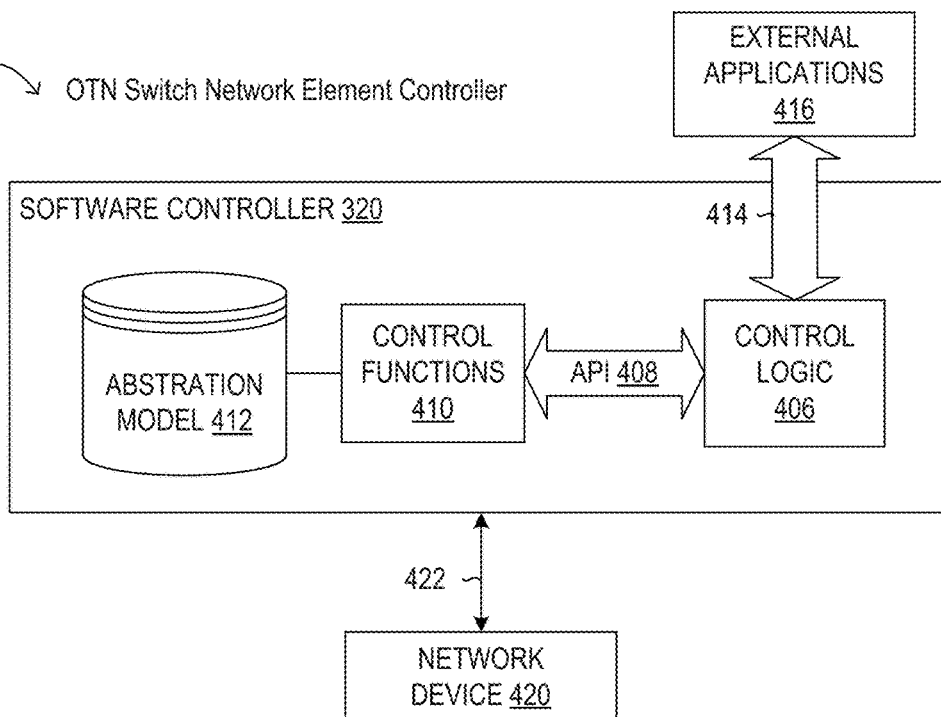 EXTERNAL
APPLICATIONS
416
OTN Switch Network Element Controller
SOFTWARE CONTROLLER 320
414
ABSTRATION
MODEL 412
CONTROL
FUNCTIONS
410
API 408
CONTROL
LOGIC
406
422
NETWORK
DEVICE 420